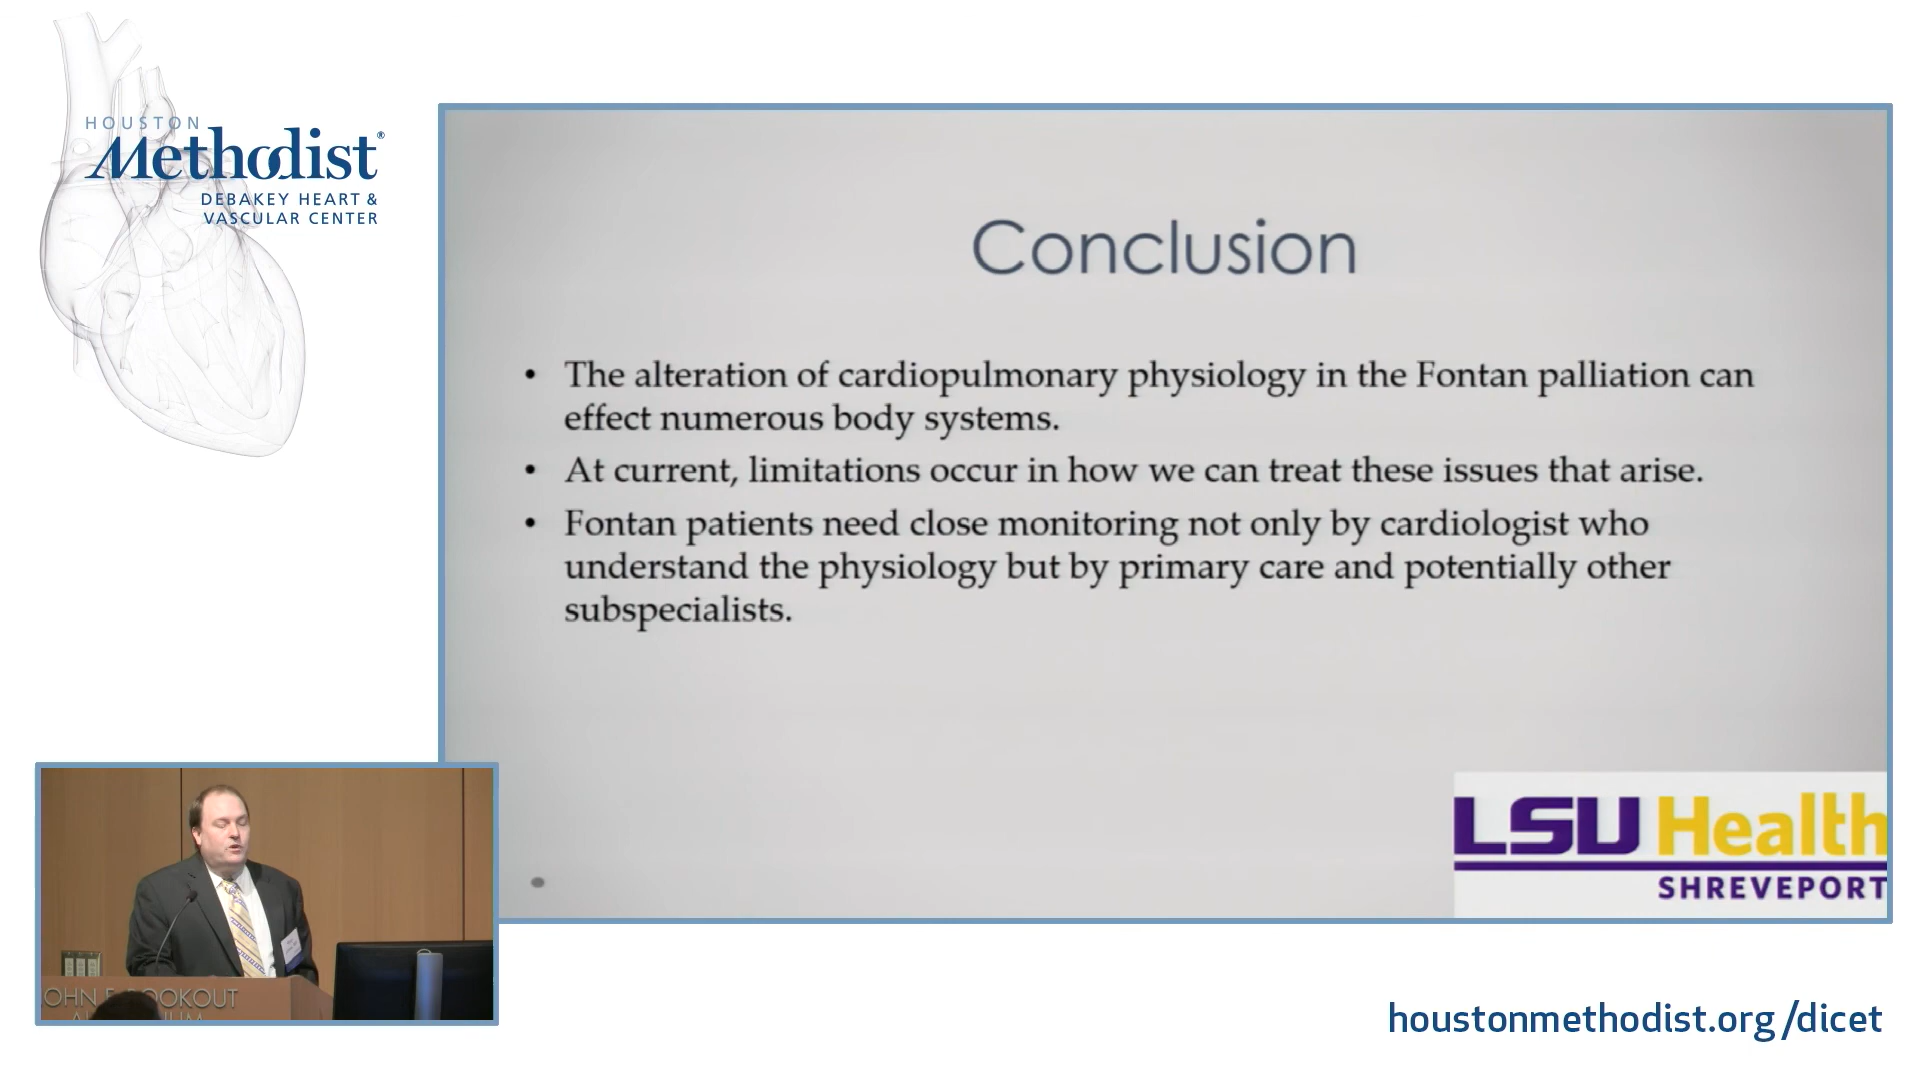 HOUSTON
Methodist®
DEBAKEY HEART &
VASCULAR CENTER
Conclusion
• The alteration of cardiopulmonary physiology in the Fontan palliation can
effect numerous body systems.
• At current, limitations occur in how we can treat these issues that arise.
• Fontan patients need close monitoring not only by cardiologist who
understand the physiology but by primary care and potentially other
subspecialists.
LSU Health
SHREVEPORT
OHN OOKOUT
houstonmethodist.org/dicet